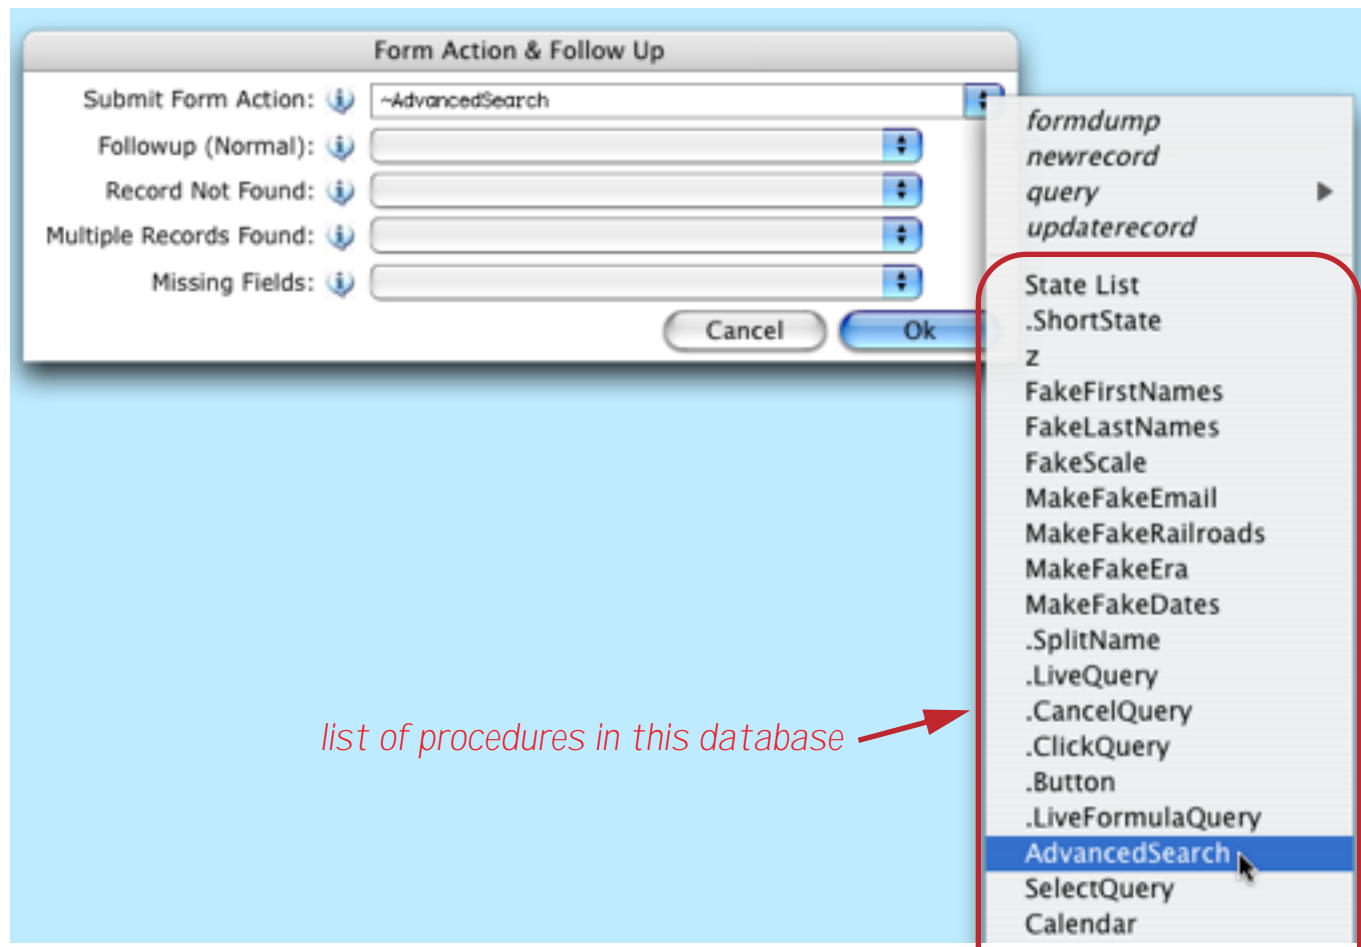 Form Action & Follow Up
Submit Form Action: ~AdvancedSearch
Followup (Normal):
Record Not Found:
Multiple Records Found:
Missing Fields:
Cancel Ok
formdump
newrecord
query
updaterecord
State List
.ShortState
z
FakeFirstNames
FakeLastNames
FakeScale
MakeFakeEmail
MakeFakeRailroads
MakeFakeEra
MakeFakeDates
.SplitName
.LiveQuery
.CancelQuery
.ClickQuery
.Button
.LiveFormulaQuery
AdvancedSearch
SelectQuery
Calendar
list of procedures in this database